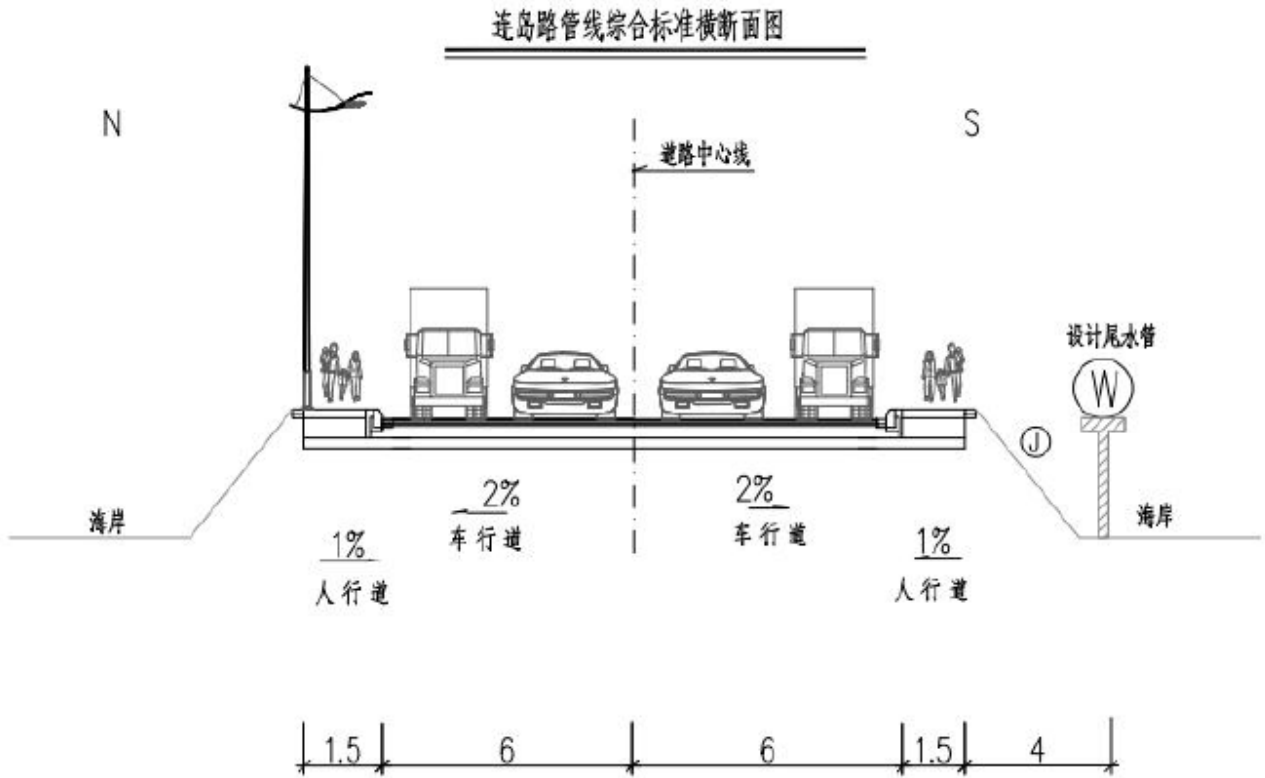 连岛路管线综合标准横断面图
N
S
道路中心线
设计尾水管
W
J
海岸
海岸
2%
2%
车行道
车行道
1%
1%
人行道
人行道
1.5
6
6
1.5
4